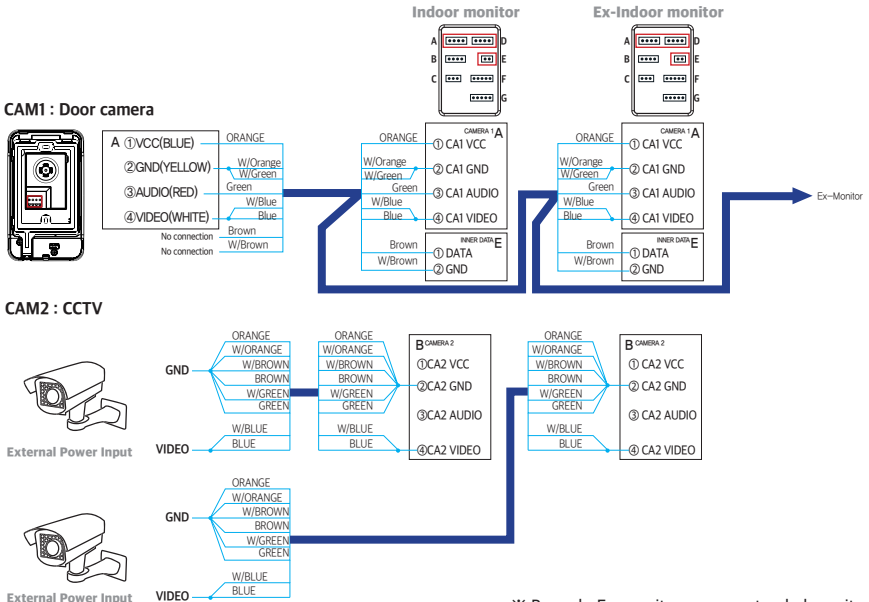 Indoor monitor
Ex-Indoor monitor
A D
B E
C F
G
A D
B E
C F
G
CAM1 : Door camera
A ①VCC(BLUE)
②GND(YELLOW)
③AUDIO(RED)
④VIDEO(WHITE)
No connection
No connection
ORANGE
W/Orange
W/Green
Green
W/Blue
Blue
Brown
W/Brown
ORANGE
W/Orange
W/Green
Green
W/Blue
Blue
Brown
W/Brown
CAMERA 1 A
① CA1 VCC
② CA1 GND
③ CA1 AUDIO
④ CA1 VIDEO
INNER DATA E
① DATA
② GND
ORANGE
W/Orange
W/Green
Green
W/Blue
Blue
Brown
W/Brown
CAMERA 1 A
① CA1 VCC
② CA1 GND
③ CA1 AUDIO
④ CA1 VIDEO
INNER DATA E
① DATA
② GND
Ex-Monitor
CAM2 : CCTV
External Power Input
GND
VIDEO
ORANGE
W/ORANGE
W/BROWN
BROWN
W/GREEN
GREEN
W/BLUE
BLUE
ORANGE
W/ORANGE
W/BROWN
BROWN
W/GREEN
GREEN
W/BLUE
BLUE
B CAMERA 2
①CA2 VCC
②CA2 GND
③CA2 AUDIO
④CA2 VIDEO
ORANGE
W/ORANGE
W/BROWN
BROWN
W/GREEN
GREEN
W/BLUE
BLUE
B CAMERA 2
① CA2 VCC
② CA2 GND
③ CA2 AUDIO
④ CA2 VIDEO
External Power Input
GND
VIDEO
ORANGE
W/ORANGE
W/BROWN
BROWN
W/GREEN
GREEN
W/BLUE
BLUE